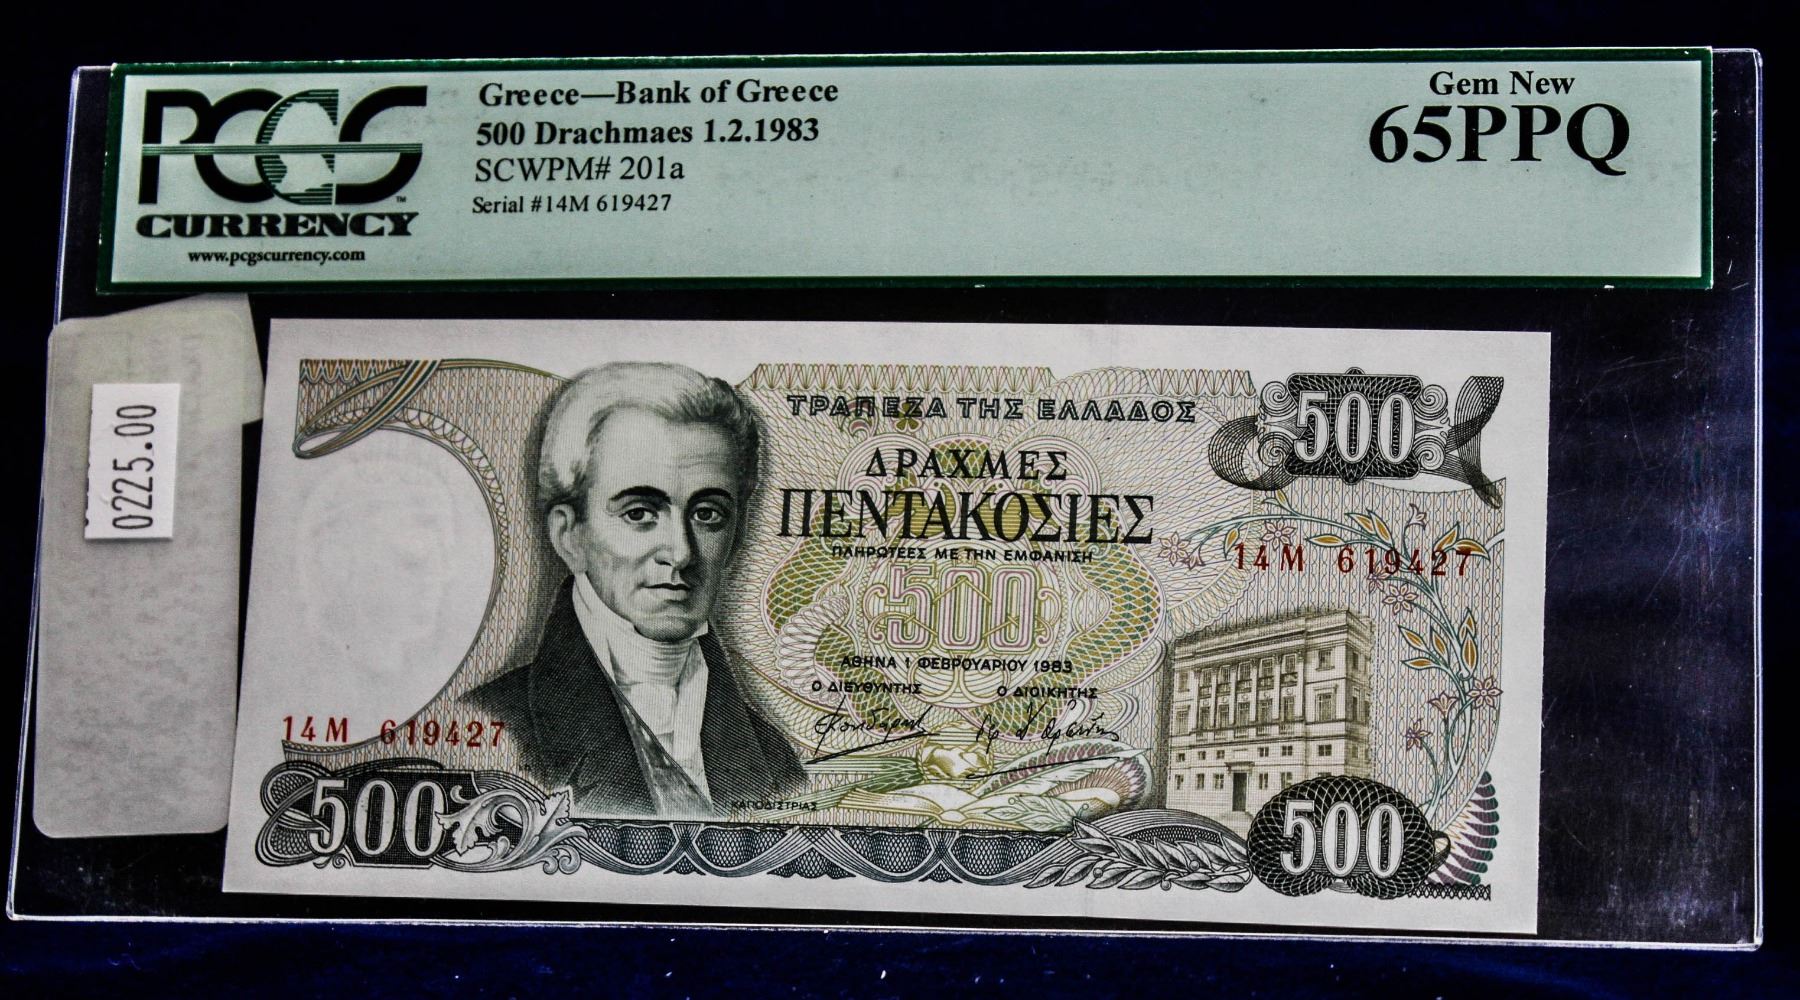 PCGS
CURRENCY
www.pcgscurrency.com
Greece—Bank of Greece
500 Drachmaes 1.2.1983
SCWPM# 201a
Serial #14M 619427
Gem New
65PPQ
0225.00
ΤΡΑΠΕΖΑ ΤΗΣ ΕΛΛΑΔΟΣ
500
ΔΡΑΧΜΕΣ
ΠΕΝΤΑΚΟΣΙΕΣ
ΠΛΗΡΩΤΕΕΣ ΜΕ ΤΗΝ ΕΜΦΑΝΙΣΗ
14M 619427
500
ΑΘΗΝΑ 1 ΦΕΒΡΟΥΑΡΙΟΥ 1983
Ο ΔΙΕΥΘΥΝΤΗΣ Ο ΔΙΟΙΚΗΤΗΣ
14M 619427
ΚΑΠΟΔΙΣΤΡΙΑΣ
500
500